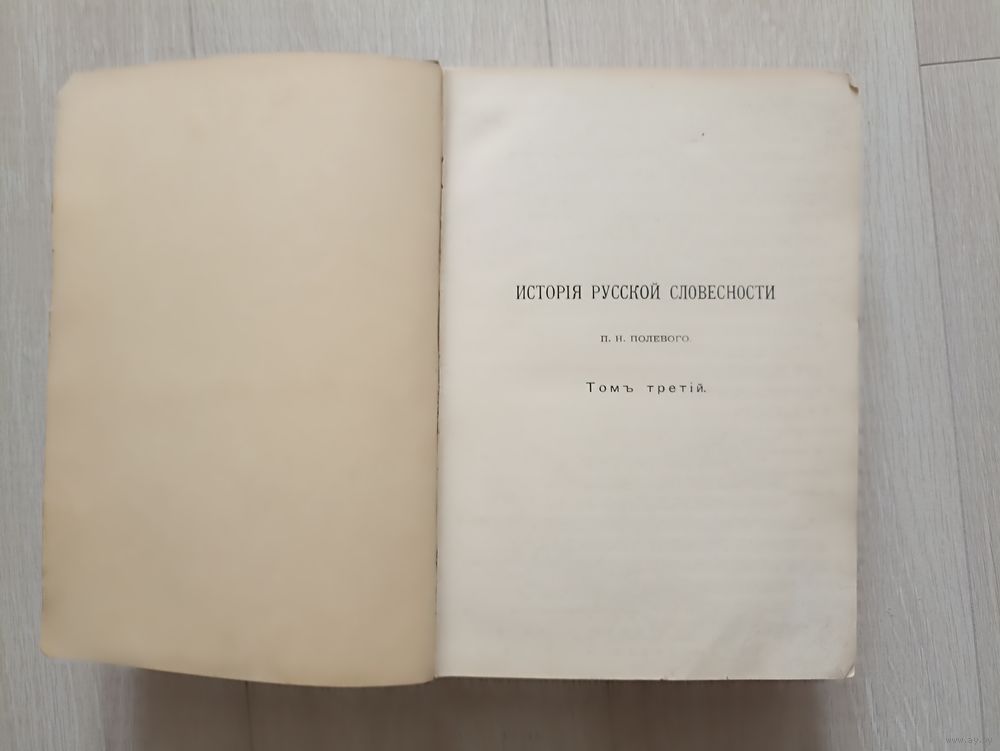 ИСТОРІЯ РУССКОЙ СЛОВЕСНОСТИ
П. Н. ПОЛЕВОГО.
Томъ третій.